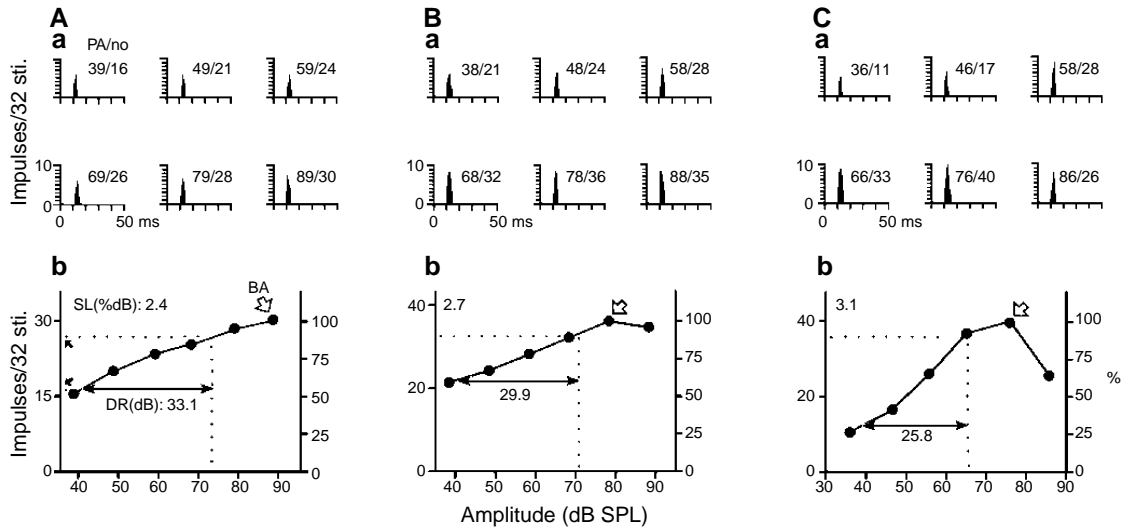 A B C
a a a
PA/no
39/16 49/21 59/24 38/21 48/24 58/28 36/11 46/17 58/28
Impulses/32 sti.
10 10 10
69/26 79/28 89/30 68/32 78/36 88/35 66/33 76/40 86/26
0 0 0
0 50 ms 0 50 ms 0 50 ms
b b b
SL(%dB): 2.4 BA 2.7 3.1
Impulses/32 sti.
30 100 40 100 40 100
75 75 75
15 50 20 50 20 50 %
DR(dB): 33.1 29.9 25.8
25 25 25
0 0 0 0 0 0
40 50 60 70 80 90 40 50 60 70 80 90 30 40 50 60 70 80 90
Amplitude (dB SPL)